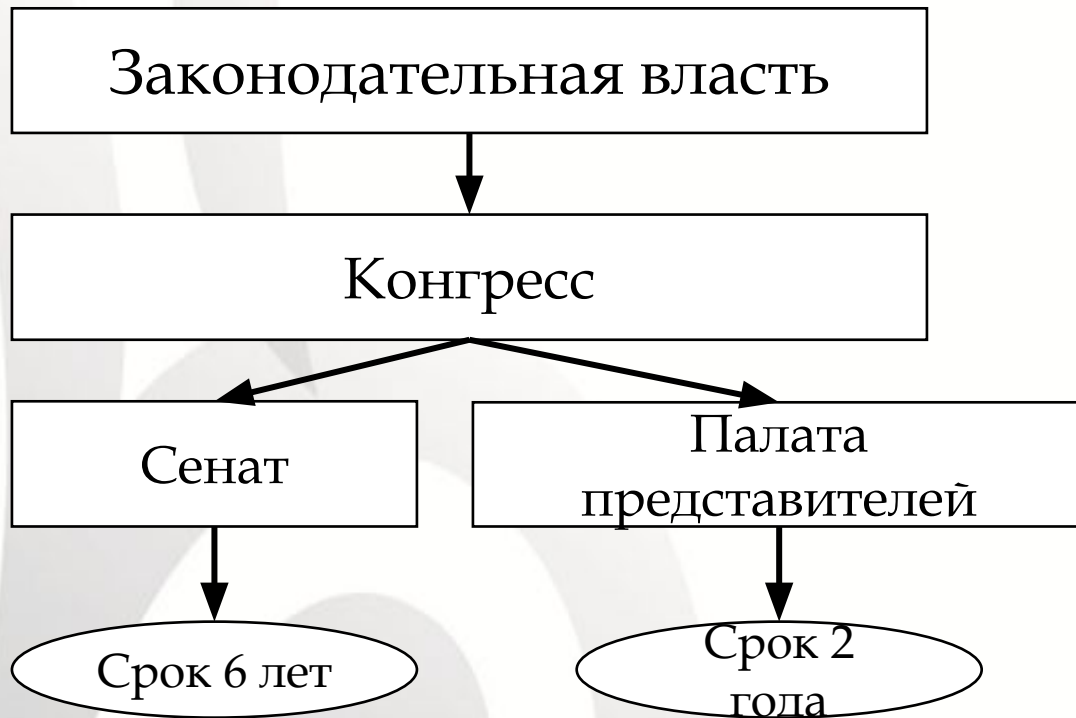 Законодательная власть
Конгресс
Сенат
Палата
представителей
Срок 6 лет
Срок 2
года